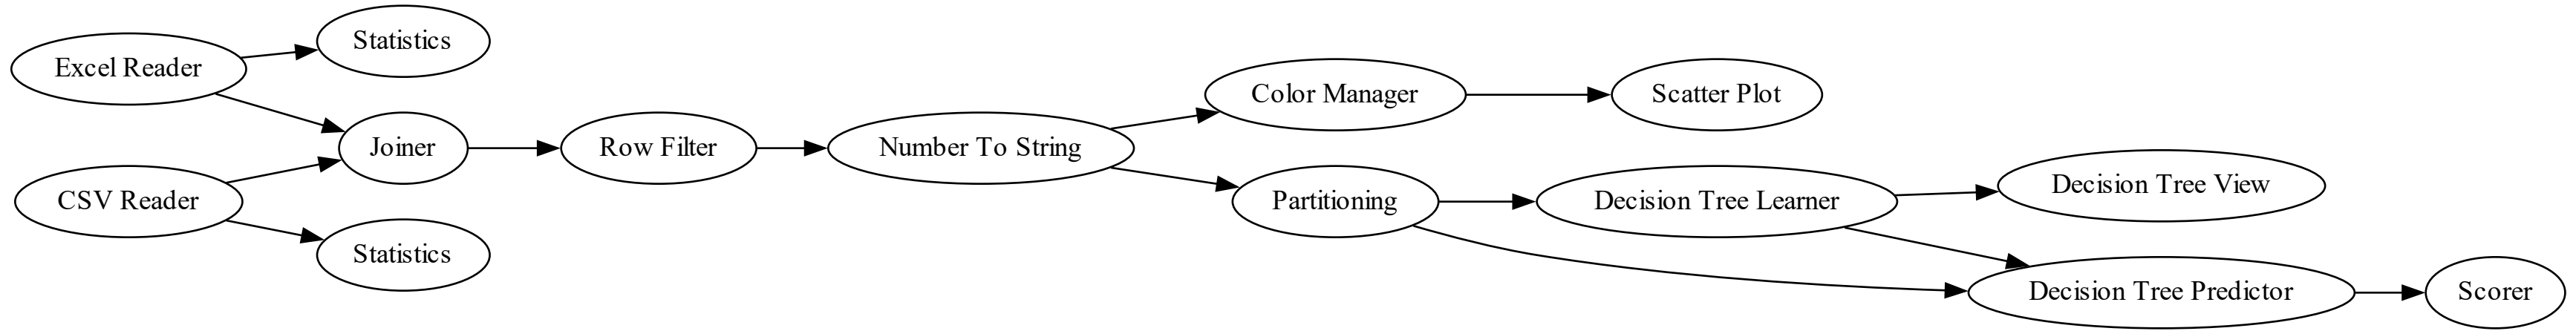 Excel Reader
Statistics
CSV Reader
Joiner
Statistics
Row Filter
Number To String
Color Manager
Scatter Plot
Partitioning
Decision Tree Learner
Decision Tree View
Decision Tree Predictor
Scorer